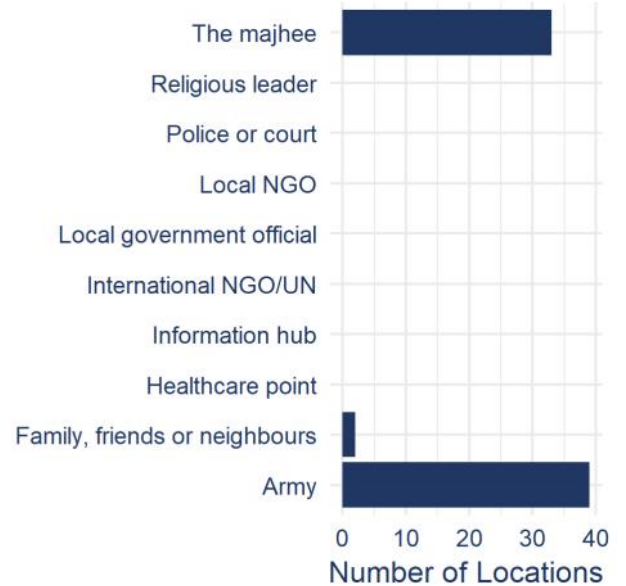 The majhee
Religious leader
Police or court
Local NGO
Local government official
International NGO/UN
Information hub
Healthcare point
Family, friends or neighbours
Army
0 10 20 30 40
Number of Locations